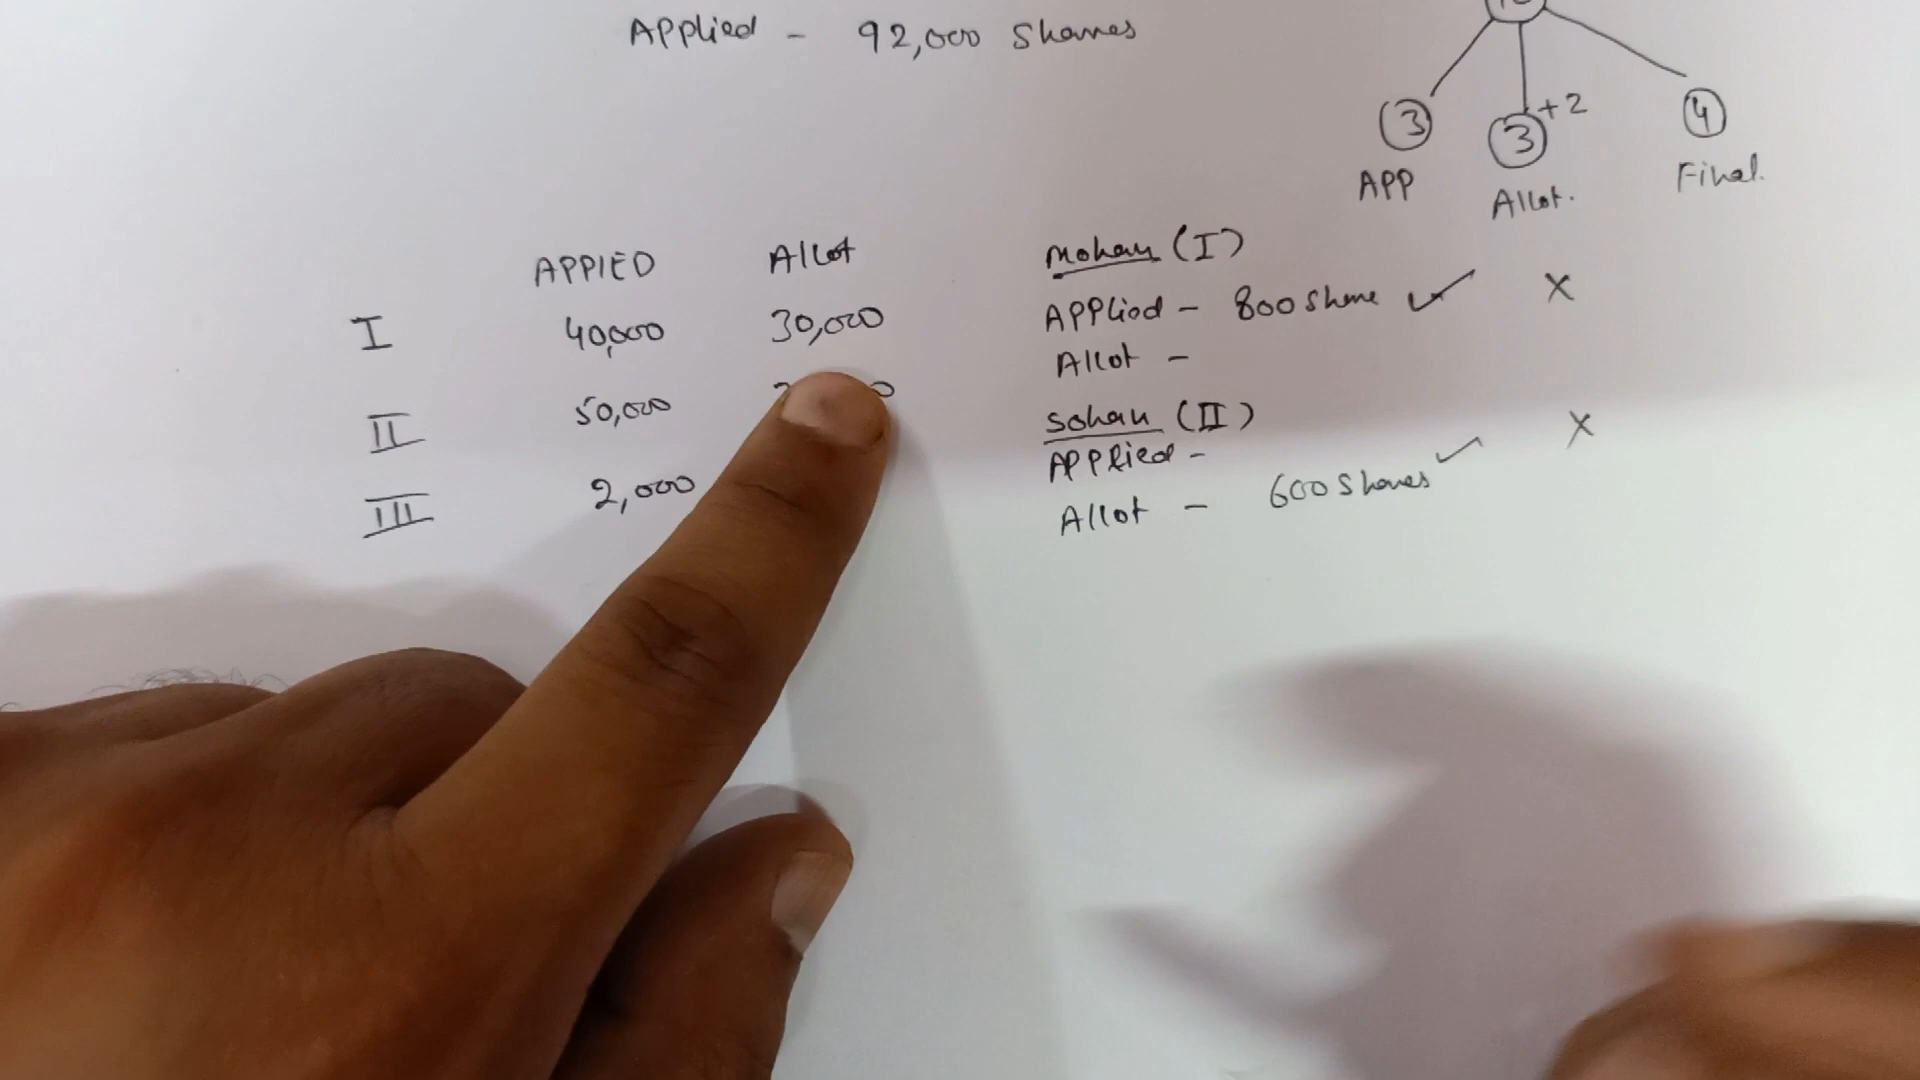 Applied - 92,000 Shares
3 3 +2 4
APP Allot. Final.
APPIED Allot
I 40,000 30,000
II 50,000
III 2,000
Mohan (I)
Applied - 800 Share ✓ X
Allot -
Sohan (II)
Applied -
Allot - 600 Shares ✓ X